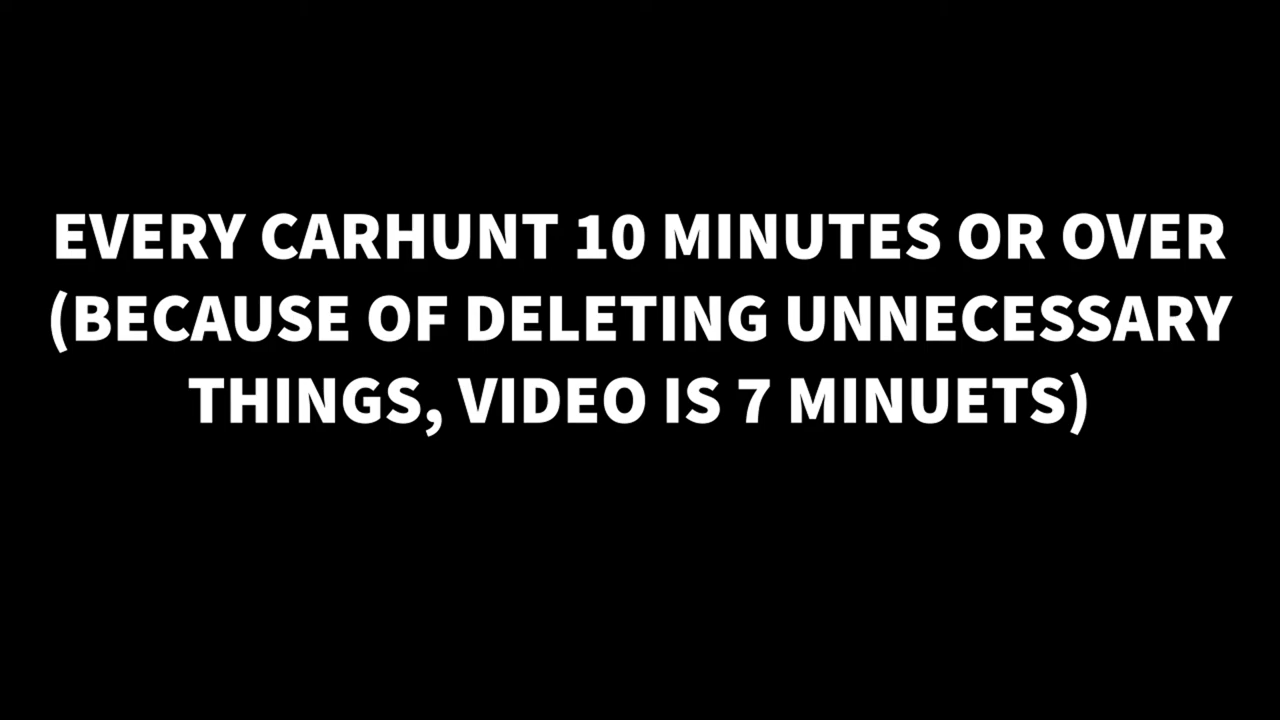 EVERY CARHUNT 10 MINUTES OR OVER
(BECAUSE OF DELETING UNNECESSARY
THINGS, VIDEO IS 7 MINUETS)